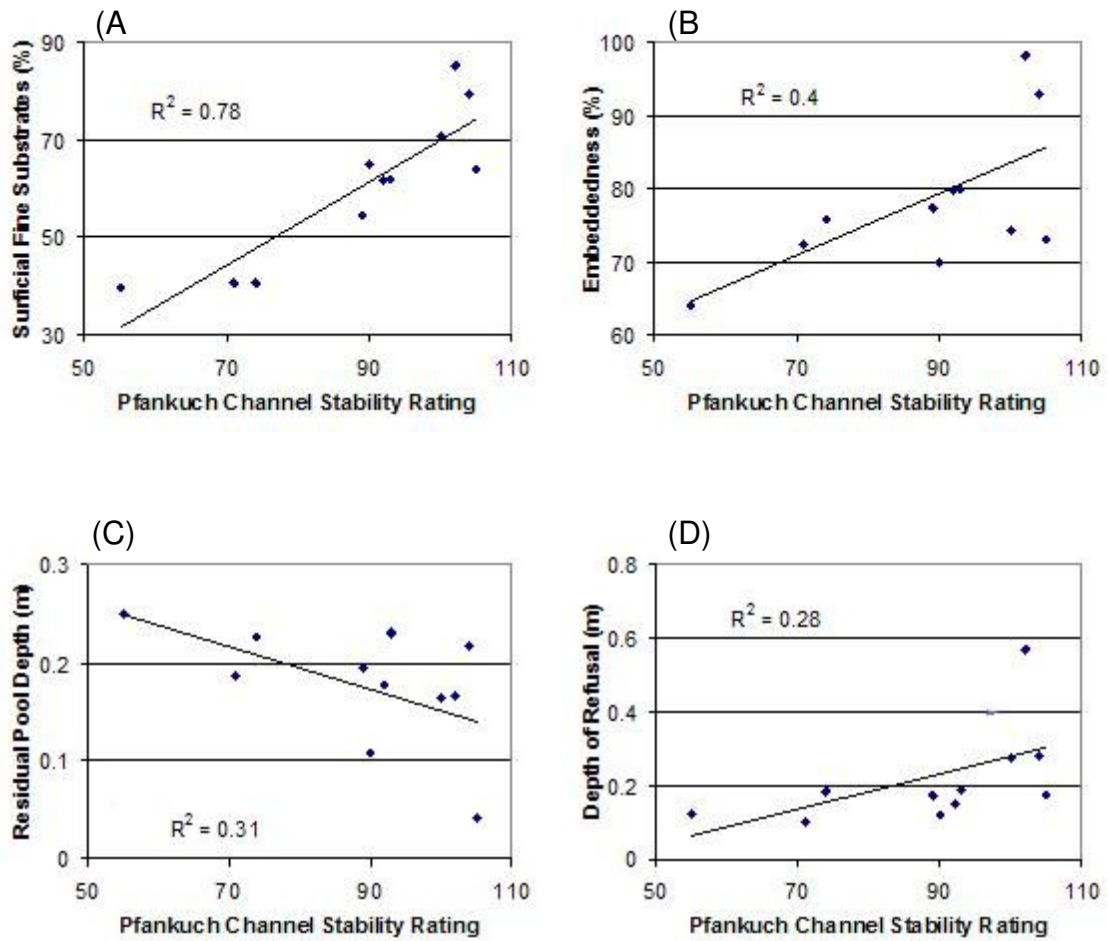 (A
Surficial Fine Substrates (%)
90
70
50
30
R² = 0.78
50 70 90 110
Pfankuch Channel Stability Rating
(B)
Embeddedness (%)
100
90
80
70
60
R² = 0.4
50 70 90 110
Pfankuch Channel Stability Rating
(C)
Residual Pool Depth (m)
0.3
0.2
0.1
0
R² = 0.31
50 70 90 110
Pfankuch Channel Stability Rating
(D)
Depth of Refusal (m)
0.8
0.6
0.4
0.2
0
R² = 0.28
50 70 90 110
Pfankuch Channel Stability Rating